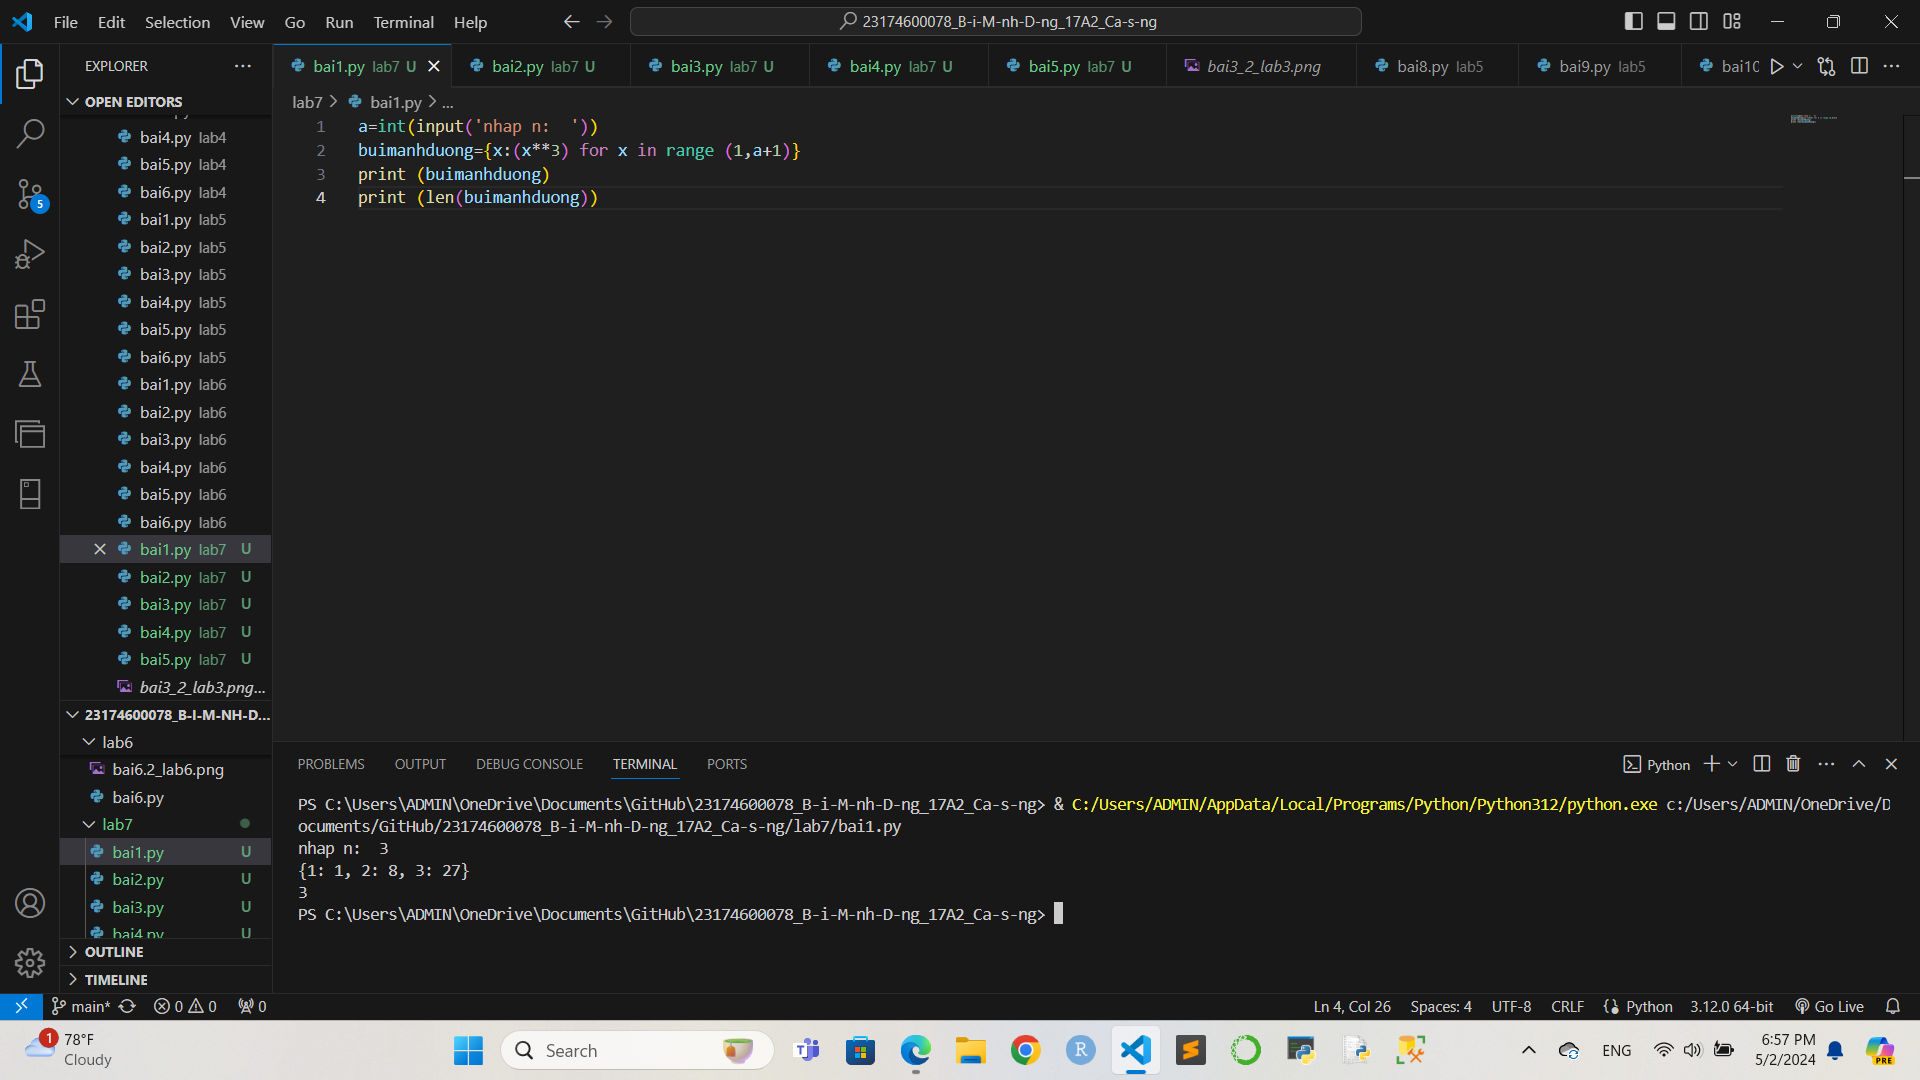 File Edit Selection View Go Run Terminal Help
23174600078_B-i-M-nh-D-ng_17A2_Ca-s-ng
EXPLORER
bai1.py lab7 U
bai2.py lab7 U
bai3.py lab7 U
bai4.py lab7 U
bai5.py lab7 U
bai3_2_lab3.png
bai8.py lab5
bai9.py lab5
bai10
OPEN EDITORS
bai4.py lab4
bai5.py lab4
bai6.py lab4
bai1.py lab5
bai2.py lab5
bai3.py lab5
bai4.py lab5
bai5.py lab5
bai6.py lab5
bai1.py lab6
bai2.py lab6
bai3.py lab6
bai4.py lab6
bai5.py lab6
bai6.py lab6
bai1.py lab7 U
bai2.py lab7 U
bai3.py lab7 U
bai4.py lab7 U
bai5.py lab7 U
bai3_2_lab3.png...
23174600078_B-I-M-NH-D...
lab6
bai6.2_lab6.png
bai6.py
lab7
bai1.py U
bai2.py U
bai3.py U
bai4.py U
OUTLINE
TIMELINE
5
lab7 > bai1.py > ...
1 a=int(input('nhap n:  '))
2 buimanhduong={x:(x**3) for x in range (1,a+1)}
3 print (buimanhduong)
4 print (len(buimanhduong))
PROBLEMS OUTPUT DEBUG CONSOLE TERMINAL PORTS
Python
PS C:\Users\ADMIN\OneDrive\Documents\GitHub\23174600078_B-i-M-nh-D-ng_17A2_Ca-s-ng> & C:/Users/ADMIN/AppData/Local/Programs/Python/Python312/python.exe c:/Users/ADMIN/OneDrive/D
ocuments/GitHub/23174600078_B-i-M-nh-D-ng_17A2_Ca-s-ng/lab7/bai1.py
nhap n:  3
{1: 1, 2: 8, 3: 27}
3
PS C:\Users\ADMIN\OneDrive\Documents\GitHub\23174600078_B-i-M-nh-D-ng_17A2_Ca-s-ng>
main* 0 0 0
Ln 4, Col 26 Spaces: 4 UTF-8 CRLF Python 3.12.0 64-bit Go Live
1
78°F
Cloudy
Search
R
ENG
6:57 PM
5/2/2024
PRE